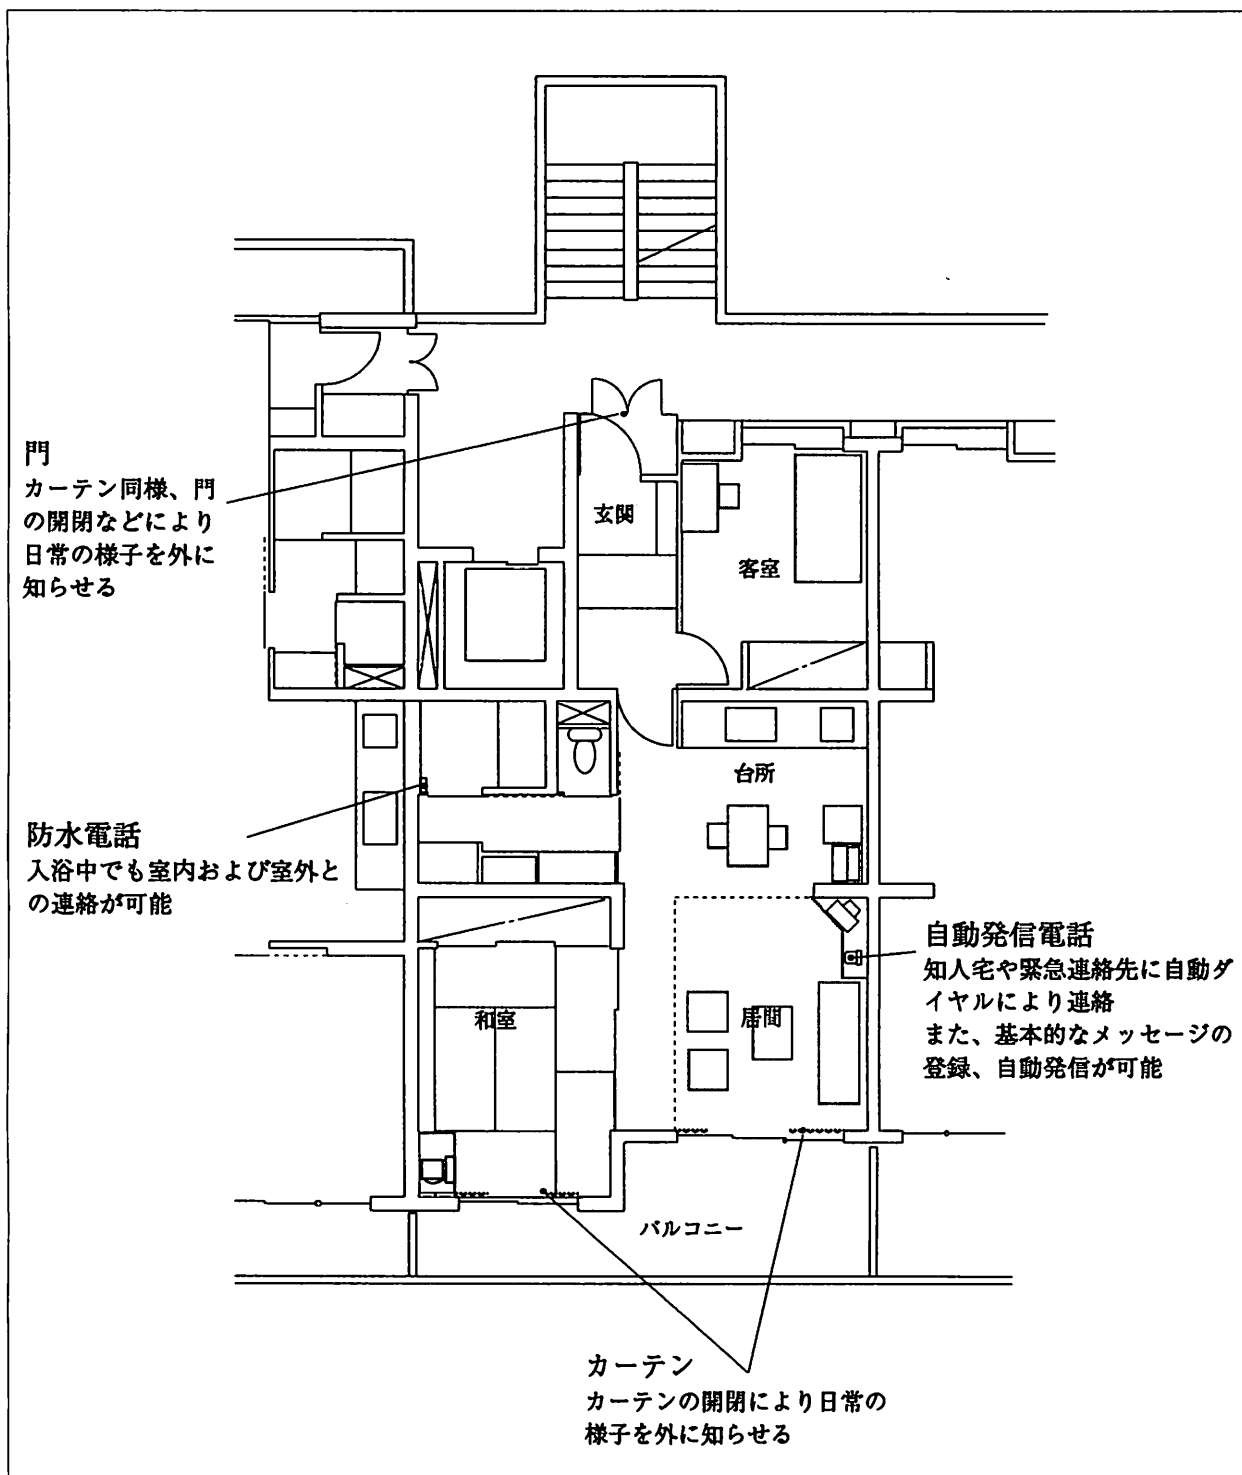 門
カーテン同様、門
の開閉などにより
日常の様子を外に
知らせる
玄関
客室
台所
防水電話
入浴中でも室内および室外と
の連絡が可能
自動発信電話
知人宅や緊急連絡先に自動ダ
イヤルにより連絡
また、基本的なメッセージの
登録、自動発信が可能
和室
居間
バルコニー
カーテン
カーテンの開閉により日常の
様子を外に知らせる